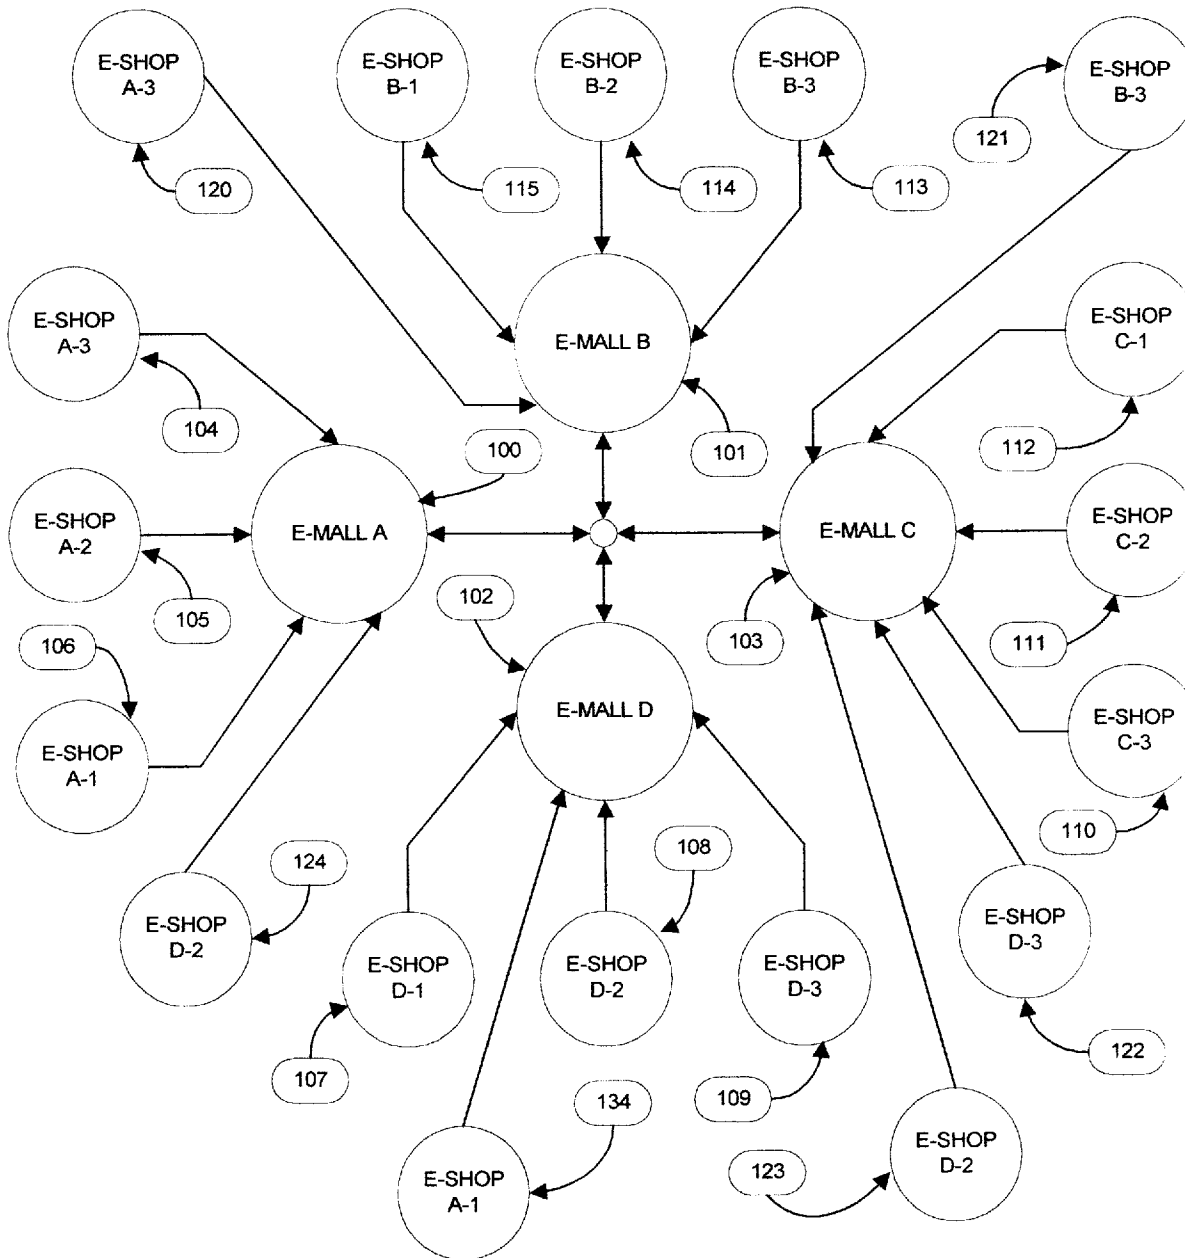 E-SHOP
A-3
E-SHOP
B-1
E-SHOP
B-2
E-SHOP
B-3
E-SHOP
B-3
121
120
115
114
113
E-SHOP
A-3
E-MALL B
E-SHOP
C-1
104
100
101
112
E-SHOP
A-2
E-MALL A
E-MALL C
E-SHOP
C-2
102
105
106
103
111
E-MALL D
E-SHOP
A-1
E-SHOP
C-3
110
124
108
E-SHOP
D-2
E-SHOP
D-1
E-SHOP
D-2
E-SHOP
D-3
E-SHOP
D-3
107
122
134
109
E-SHOP
A-1
123
E-SHOP
D-2